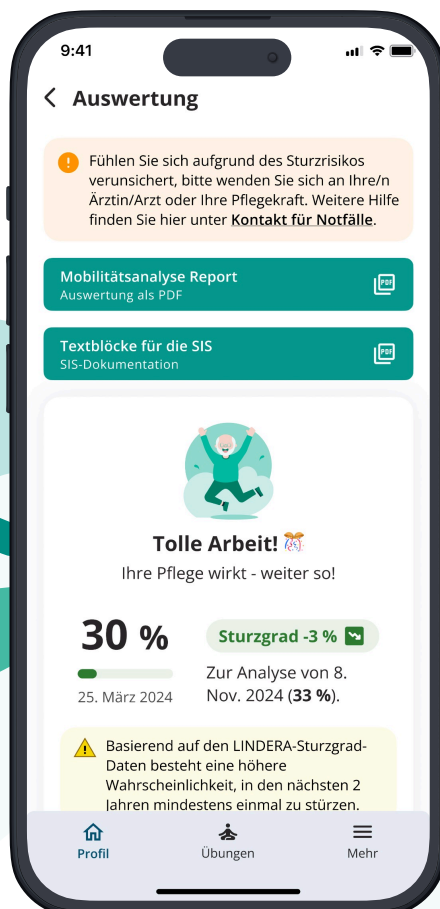 9:41
Auswertung
Fühlen Sie sich aufgrund des Sturzrisikos
verunsichert, bitte wenden Sie sich an Ihre/n
Ärztin/Arzt oder Ihre Pflegekraft. Weitere Hilfe
finden Sie hier unter Kontakt für Notfälle.
Mobilitätsanalyse Report
Auswertung als PDF
PDF
Textblöcke für die SIS
SIS-Dokumentation
PDF
Tolle Arbeit!
Ihre Pflege wirkt - weiter so!
30 %
25. März 2024
Sturzgrad -3 %
Zur Analyse von 8.
Nov. 2024 (33 %).
Basierend auf den LINDERA-Sturzgrad-
Daten besteht eine höhere
Wahrscheinlichkeit, in den nächsten 2
Jahren mindestens einmal zu stürzen.
Profil
Übungen
Mehr